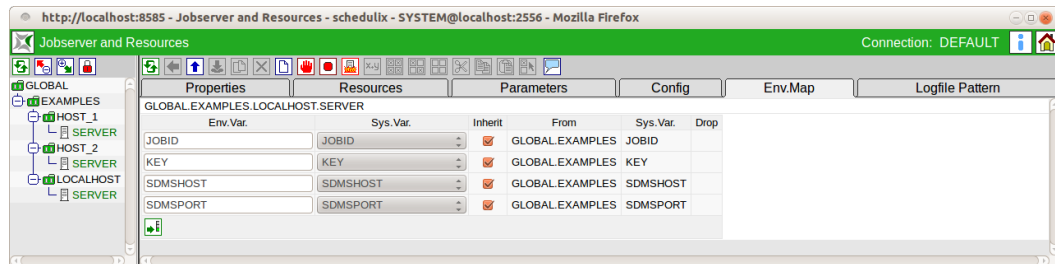 http://localhost:8585 - Jobserver and Resources - schedulix - SYSTEM@localhost:2556 - Mozilla Firefox
Jobserver and Resources Connection: DEFAULT
GLOBAL
EXAMPLES
HOST_1
SERVER
HOST_2
SERVER
LOCALHOST
SERVER
x,y
Properties Resources Parameters Config Env.Map Logfile Pattern
GLOBAL.EXAMPLES.LOCALHOST.SERVER
Env.Var. Sys.Var. Inherit From Sys.Var. Drop
JOBID JOBID GLOBAL.EXAMPLES JOBID
KEY KEY GLOBAL.EXAMPLES KEY
SDMSHOST SDMSHOST GLOBAL.EXAMPLES SDMSHOST
SDMSPORT SDMSPORT GLOBAL.EXAMPLES SDMSPORT